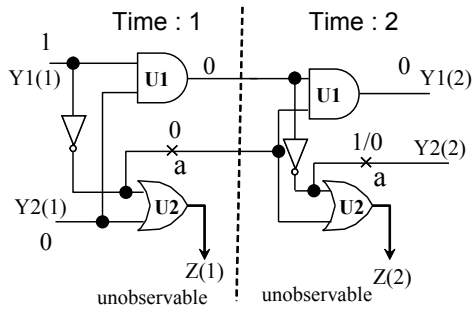 Time : 1
Time : 2
1
Y1(1)
U1
0
U1
0
Y1(2)
0
a
1/0
a
Y2(2)
Y2(1)
0
U2
U2
Z(1)
Z(2)
unobservable
unobservable